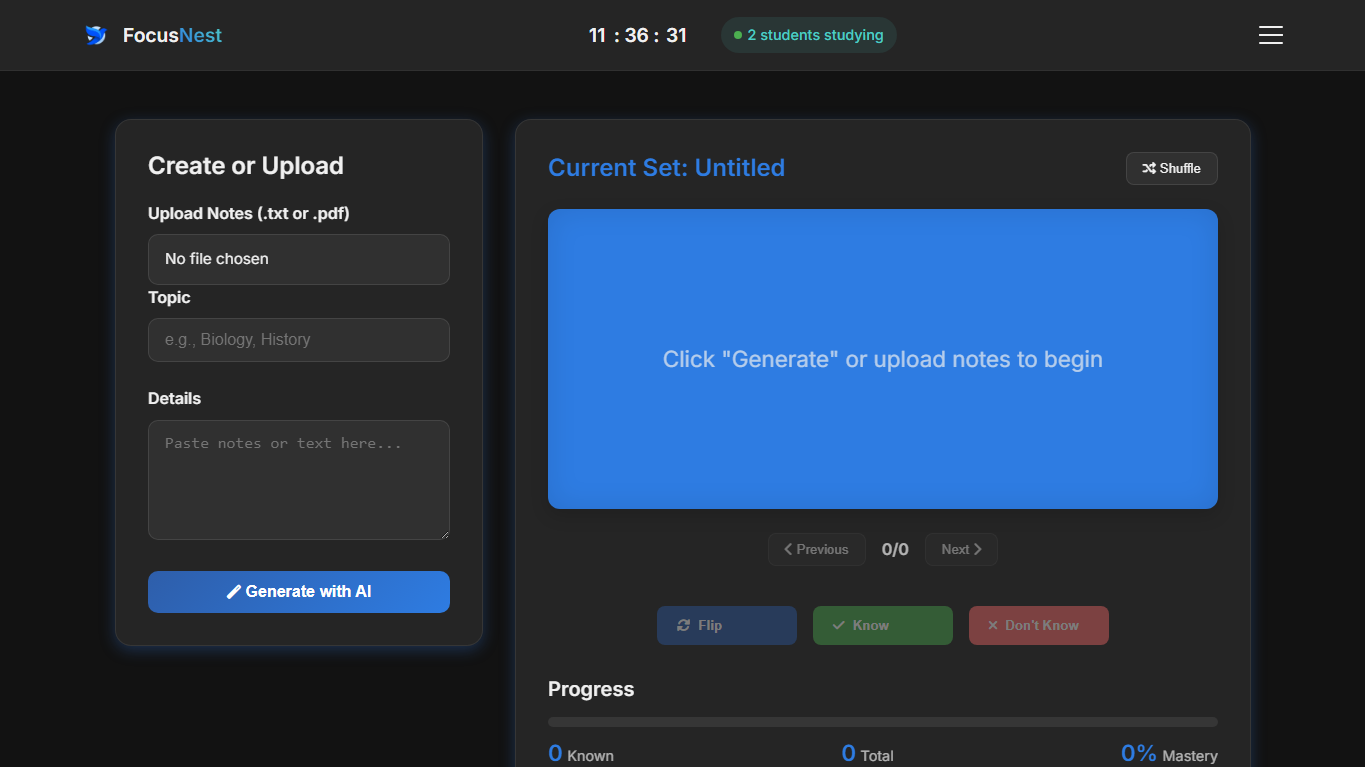 FocusNest
11 : 36 : 31
2 students studying
Create or Upload
Upload Notes (.txt or .pdf)
No file chosen
Topic
e.g., Biology, History
Details
Paste notes or text here...
Generate with AI
Current Set: Untitled
Shuffle
Click "Generate" or upload notes to begin
Previous
0/0
Next
Flip
Know
Don't Know
Progress
0 Known
0 Total
0% Mastery